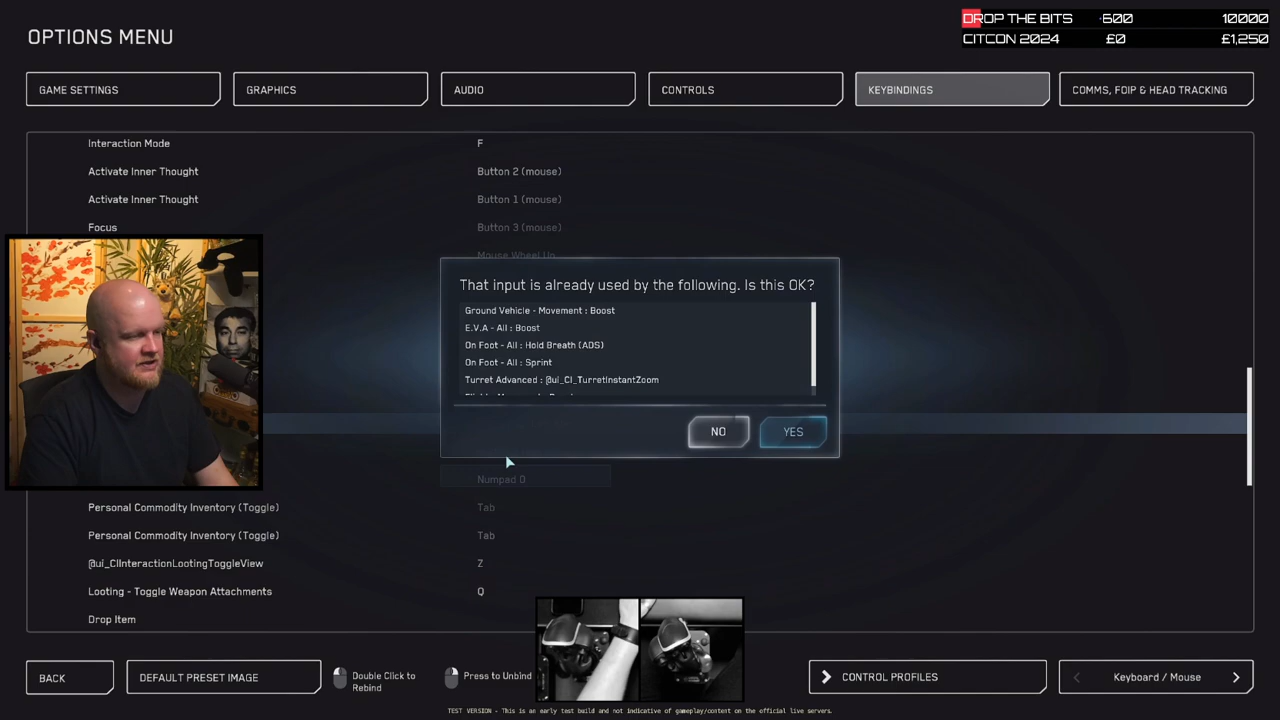 DROP THE BITS 600 10000
CITCON 2024 £0 £1,250
OPTIONS MENU
GAME SETTINGS GRAPHICS AUDIO CONTROLS KEYBINDINGS COMMS, FOIP & HEAD TRACKING
Interaction Mode F
Activate Inner Thought Button 2 (mouse)
Activate Inner Thought Button 1 (mouse)
Focus Button 3 (mouse)
Mouse Wheel Up
That input is already used by the following. Is this OK?
Ground Vehicle - Movement : Boost
E.V.A - All : Boost
On Foot - All : Hold Breath (ADS)
On Foot - All : Sprint
Turret Advanced : @ui_CI_TurretInstantZoom
NO YES
Numpad 0
Personal Commodity Inventory (Toggle) Tab
Personal Commodity Inventory (Toggle) Tab
@ui_CIInteractionLootingToggleView Z
Looting - Toggle Weapon Attachments Q
Drop Item
BACK DEFAULT PRESET IMAGE Double Click to Rebind Press to Unbind CONTROL PROFILES Keyboard / Mouse
TEST VERSION - This is an early test build and not indicative of gameplay/content on the official live servers.